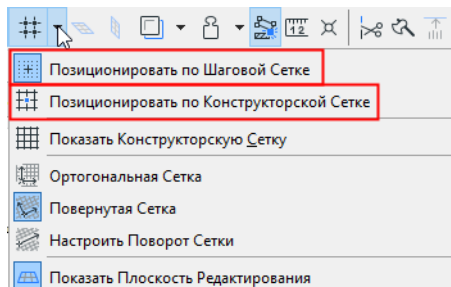 12
Позиционировать по Шаговой Сетке
Позиционировать по Конструкторской Сетке
Показать Конструкторскую Сетку
Ортогональная Сетка
Повернутая Сетка
Настроить Поворот Сетки
Показать Плоскость Редактирования